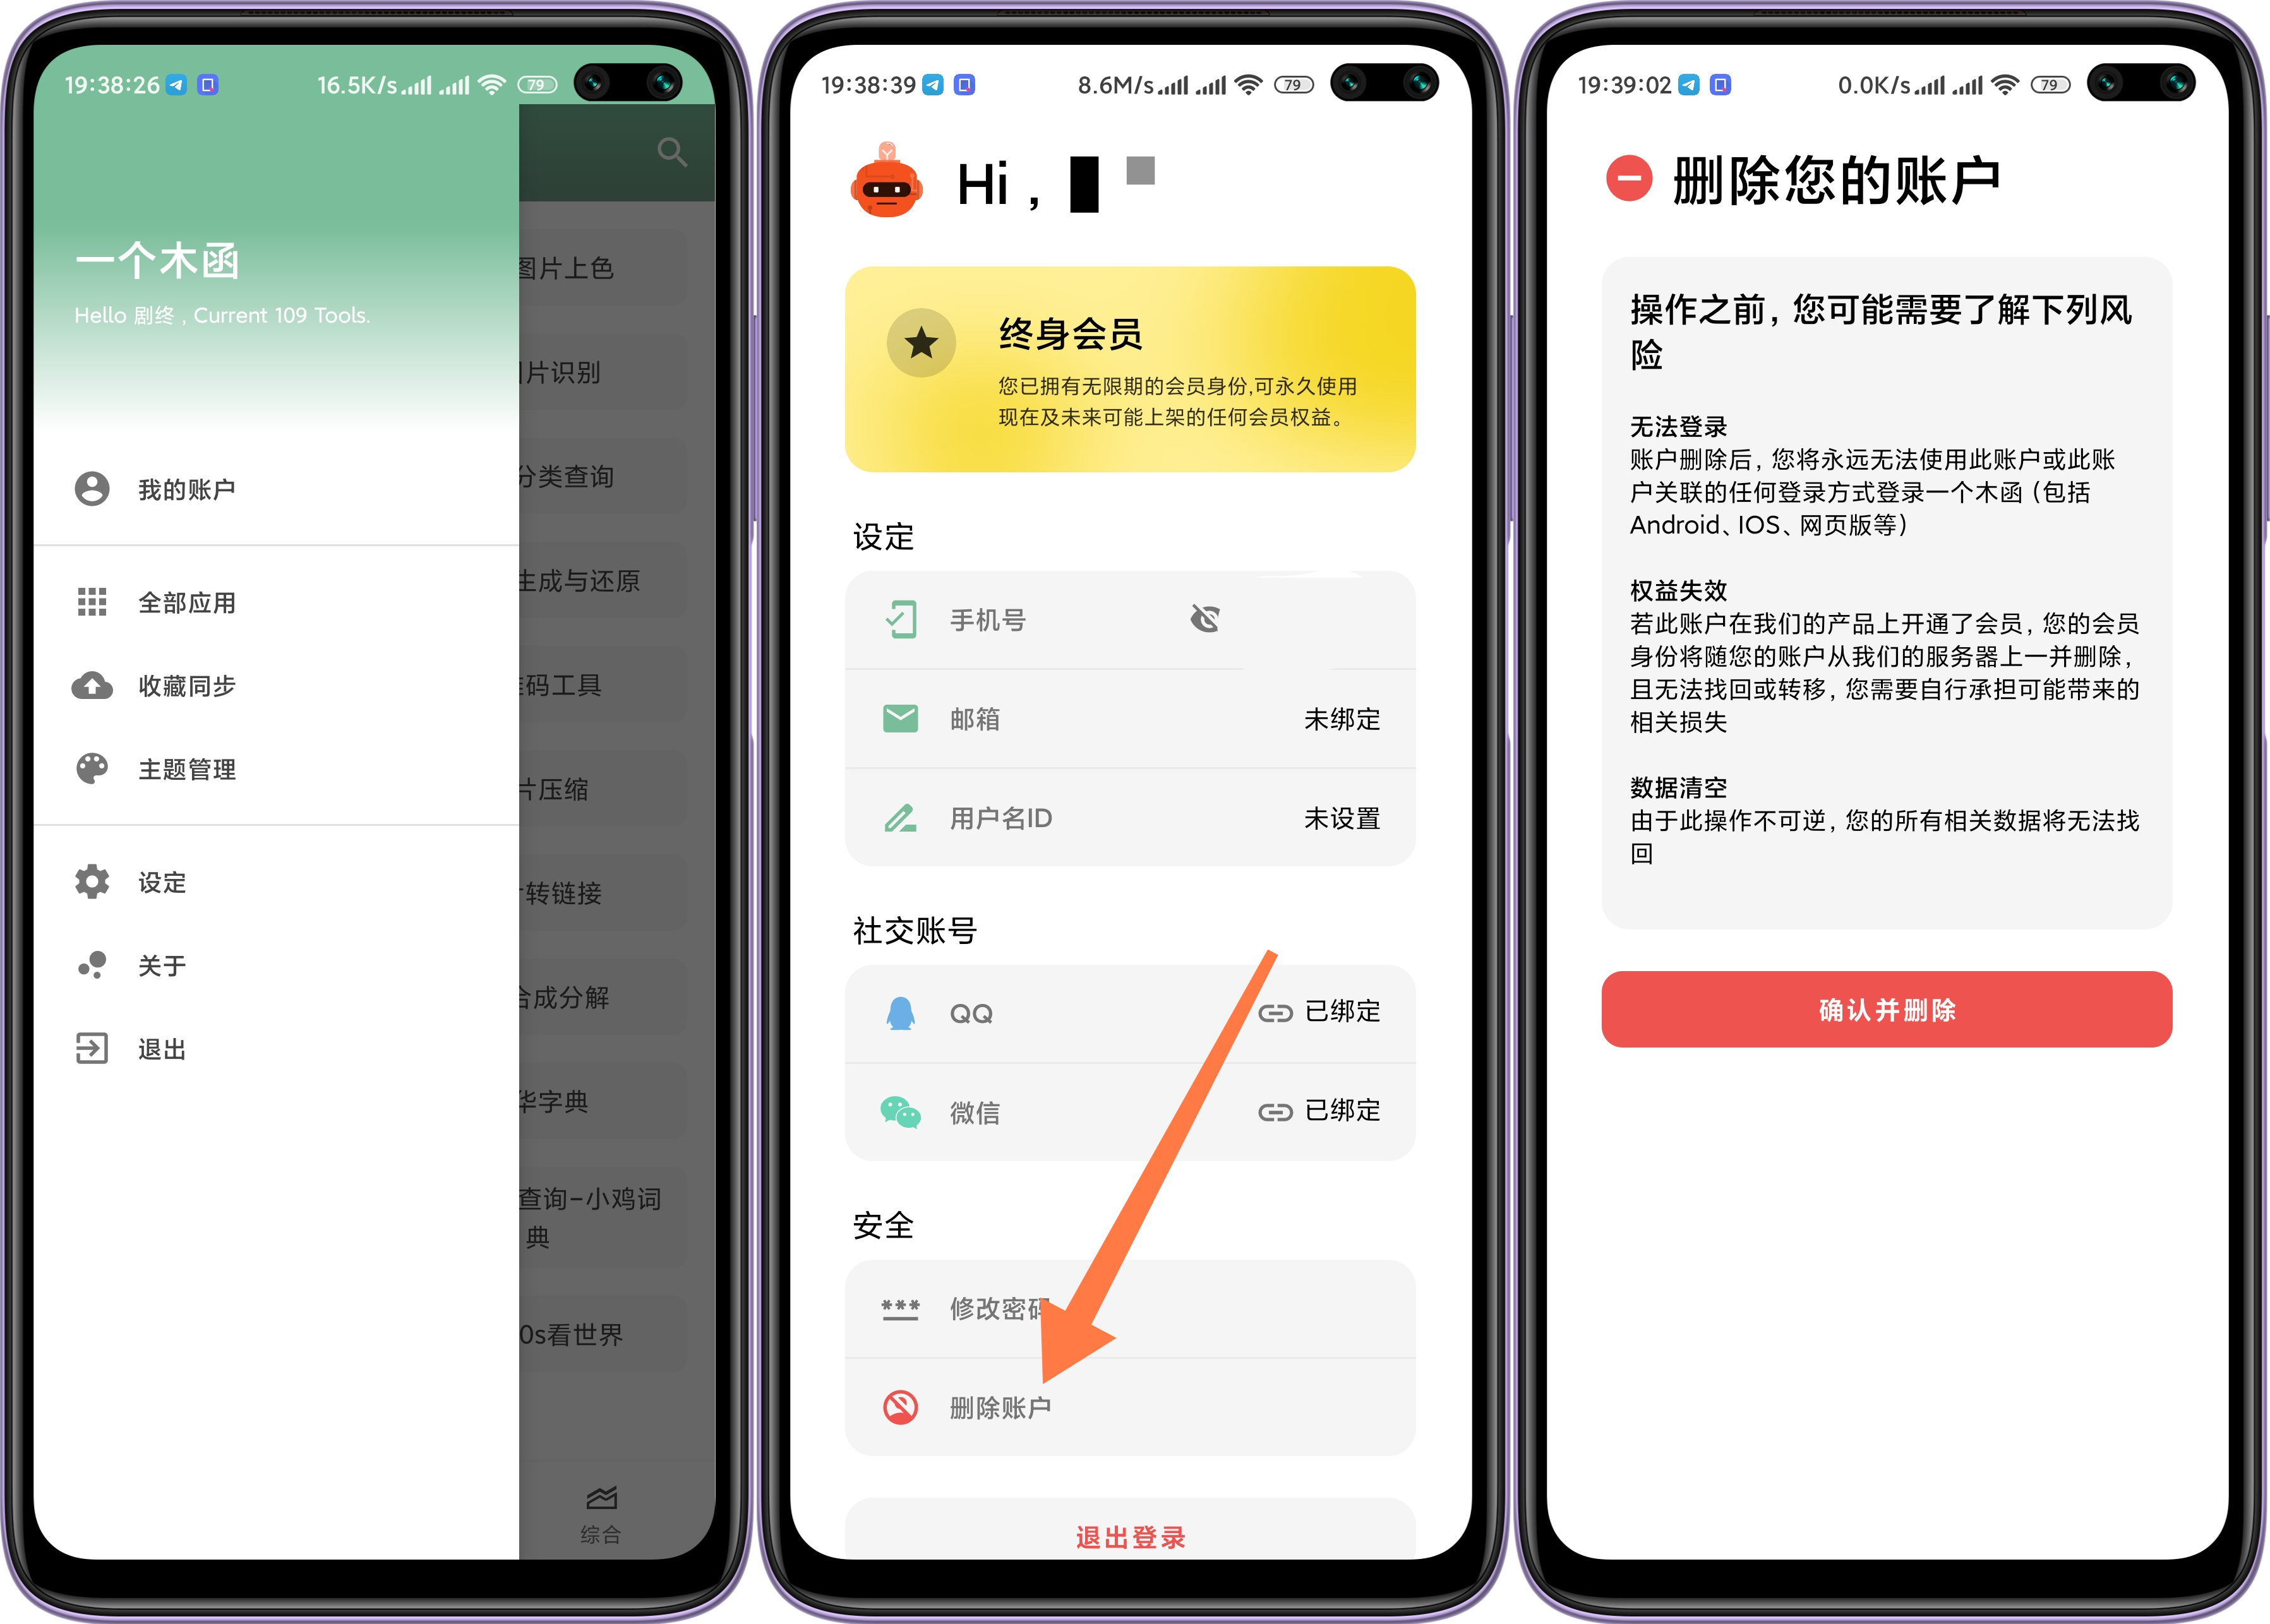 19:38:26
16.5K/s
79
一个木函
Hello 剧终 , Current 109 Tools.
我的账户
全部应用
收藏同步
主题管理
设定
关于
退出
图片上色
片识别
分类查询
生成与还原
码工具
片压缩
转链接
合成分解
华字典
查询-小鸡词
典
0s看世界
综合
19:38:39
8.6M/s
79
Hi ,
终身会员
您已拥有无限期的会员身份,可永久使用
现在及未来可能上架的任何会员权益。
设定
手机号
邮箱 未绑定
用户名ID 未设置
社交账号
QQ 已绑定
微信 已绑定
安全
修改密码
删除账户
退出登录
19:39:02
0.0K/s
79
删除您的账户
操作之前，您可能需要了解下列风
险
无法登录
账户删除后，您将永远无法使用此账户或此账
户关联的任何登录方式登录一个木函（包括
Android、IOS、网页版等）
权益失效
若此账户在我们的产品上开通了会员，您的会员
身份将随您的账户从我们的服务器上一并删除，
且无法找回或转移，您需要自行承担可能带来的
相关损失
数据清空
由于此操作不可逆，您的所有相关数据将无法找
回
确认并删除